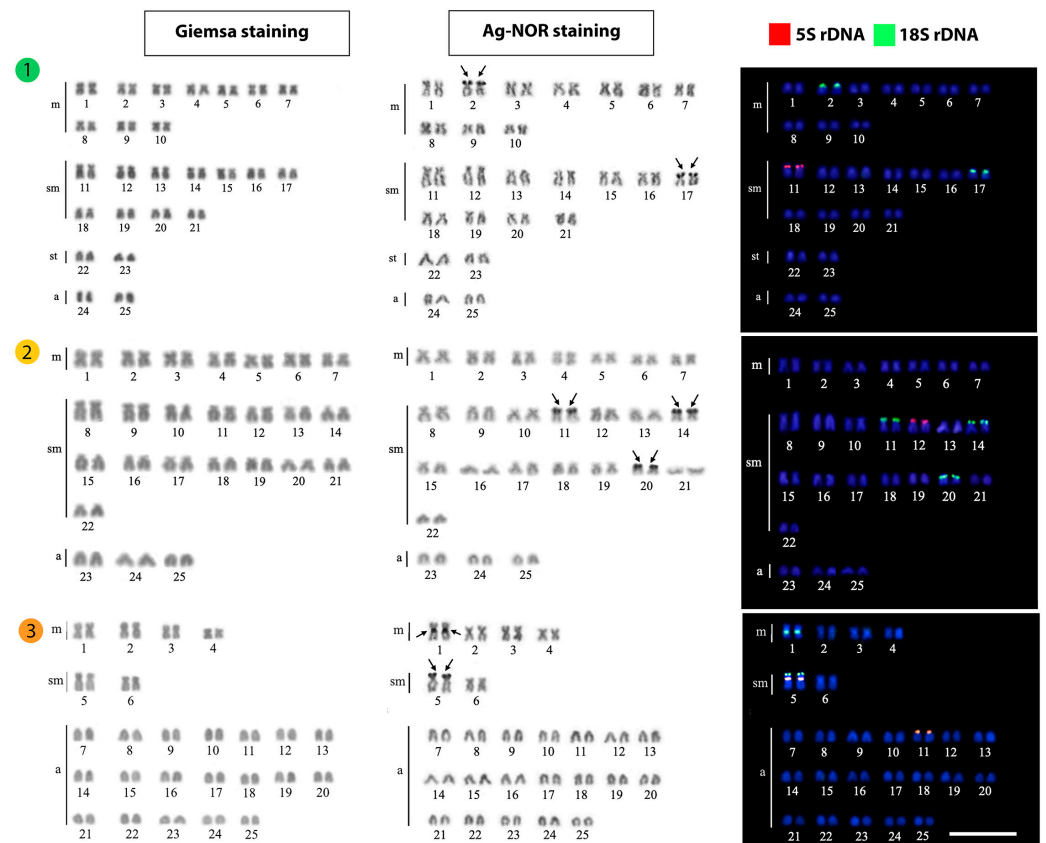 Giemsa staining
Ag-NOR staining
5S rDNA 18S rDNA
1
m
1 2 3 4 5 6 7
8 9 10
sm
11 12 13 14 15 16 17
18 19 20 21
st
22 23
a
24 25
m
1 2 3 4 5 6 7
8 9 10
sm
11 12 13 14 15 16 17
18 19 20 21
st
22 23
a
24 25
m
1 2 3 4 5 6 7
8 9 10
sm
11 12 13 14 15 16 17
18 19 20 21
st
22 23
a
24 25
2
m
1 2 3 4 5 6 7
sm
8 9 10 11 12 13 14
15 16 17 18 19 20 21
22
a
23 24 25
m
1 2 3 4 5 6 7
sm
8 9 10 11 12 13 14
15 16 17 18 19 20 21
22
a
23 24 25
m
1 2 3 4 5 6 7
sm
8 9 10 11 12 13 14
15 16 17 18 19 20 21
22
a
23 24 25
3
m
1 2 3 4
sm
5 6
a
7 8 9 10 11 12 13
14 15 16 17 18 19 20
21 22 23 24 25
m
1 2 3 4
sm
5 6
a
7 8 9 10 11 12 13
14 15 16 17 18 19 20
21 22 23 24 25
m
1 2 3 4
sm
5 6
a
7 8 9 10 11 12 13
14 15 16 17 18 19 20
21 22 23 24 25